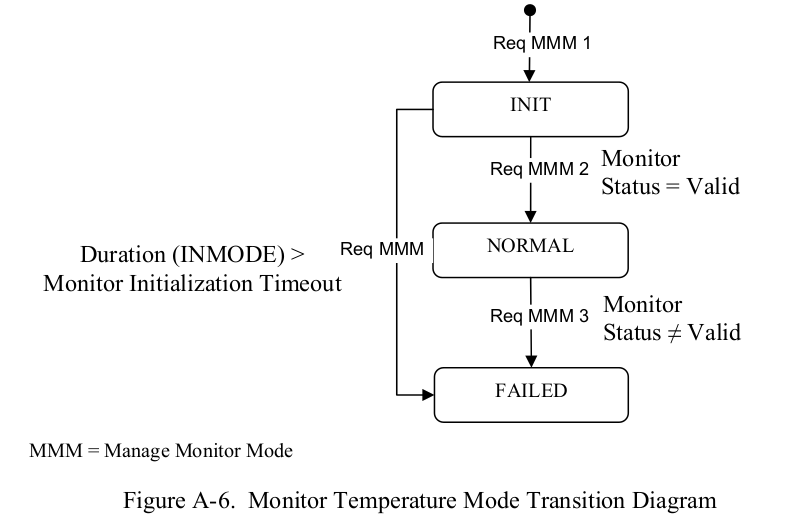 Req MMM 1
INIT
Req MMM 2
Monitor
Status = Valid
Duration (INMODE) >
Monitor Initialization Timeout
Req MMM
NORMAL
Req MMM 3
Monitor
Status ≠ Valid
FAILED
MMM = Manage Monitor Mode
Figure A-6.  Monitor Temperature Mode Transition Diagram